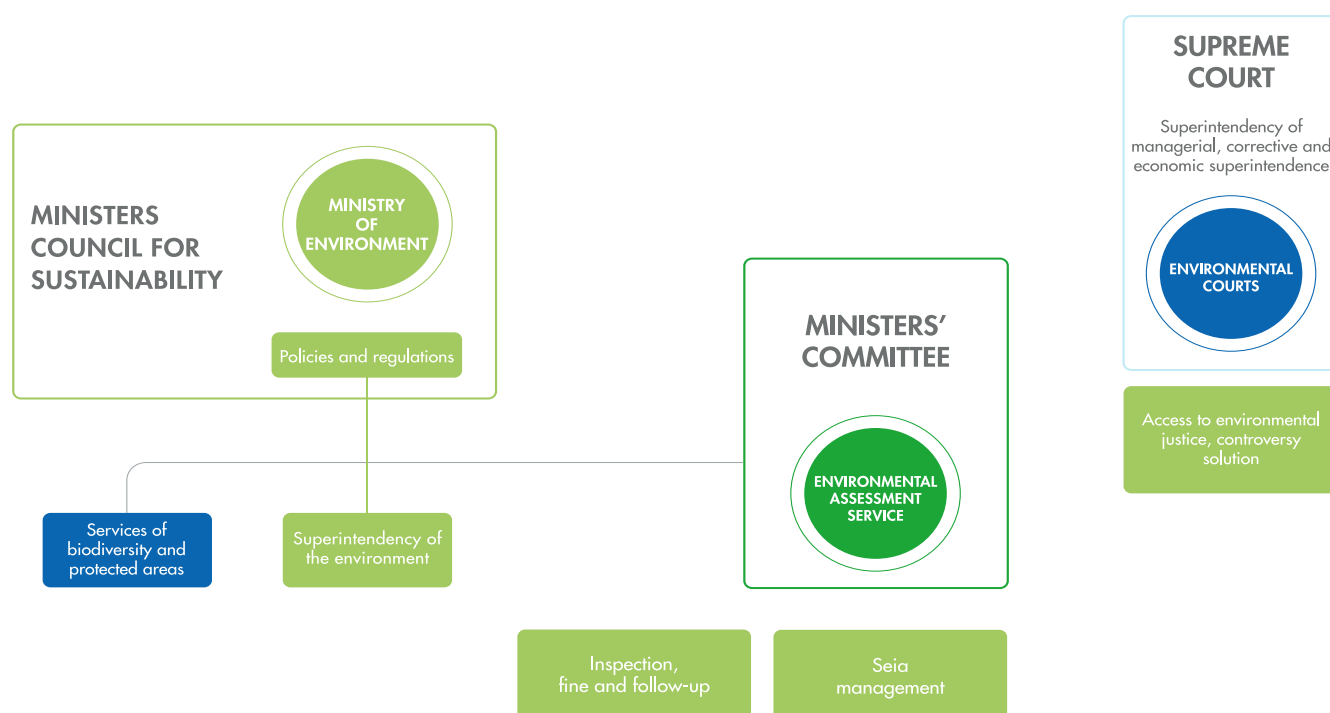 MINISTERS
COUNCIL FOR
SUSTAINABILITY
MINISTRY
OF
ENVIRONMENT
Policies and regulations
Services of
biodiversity and
protected areas
Superintendency of
the environment
MINISTERS’
COMMITTEE
ENVIRONMENTAL
ASSESSMENT
SERVICE
Inspection,
fine and follow-up
Seia
management
SUPREME
COURT
Superintendency of
managerial, corrective and
economic superintendence
ENVIRONMENTAL
COURTS
Access to environmental
justice, controversy
solution